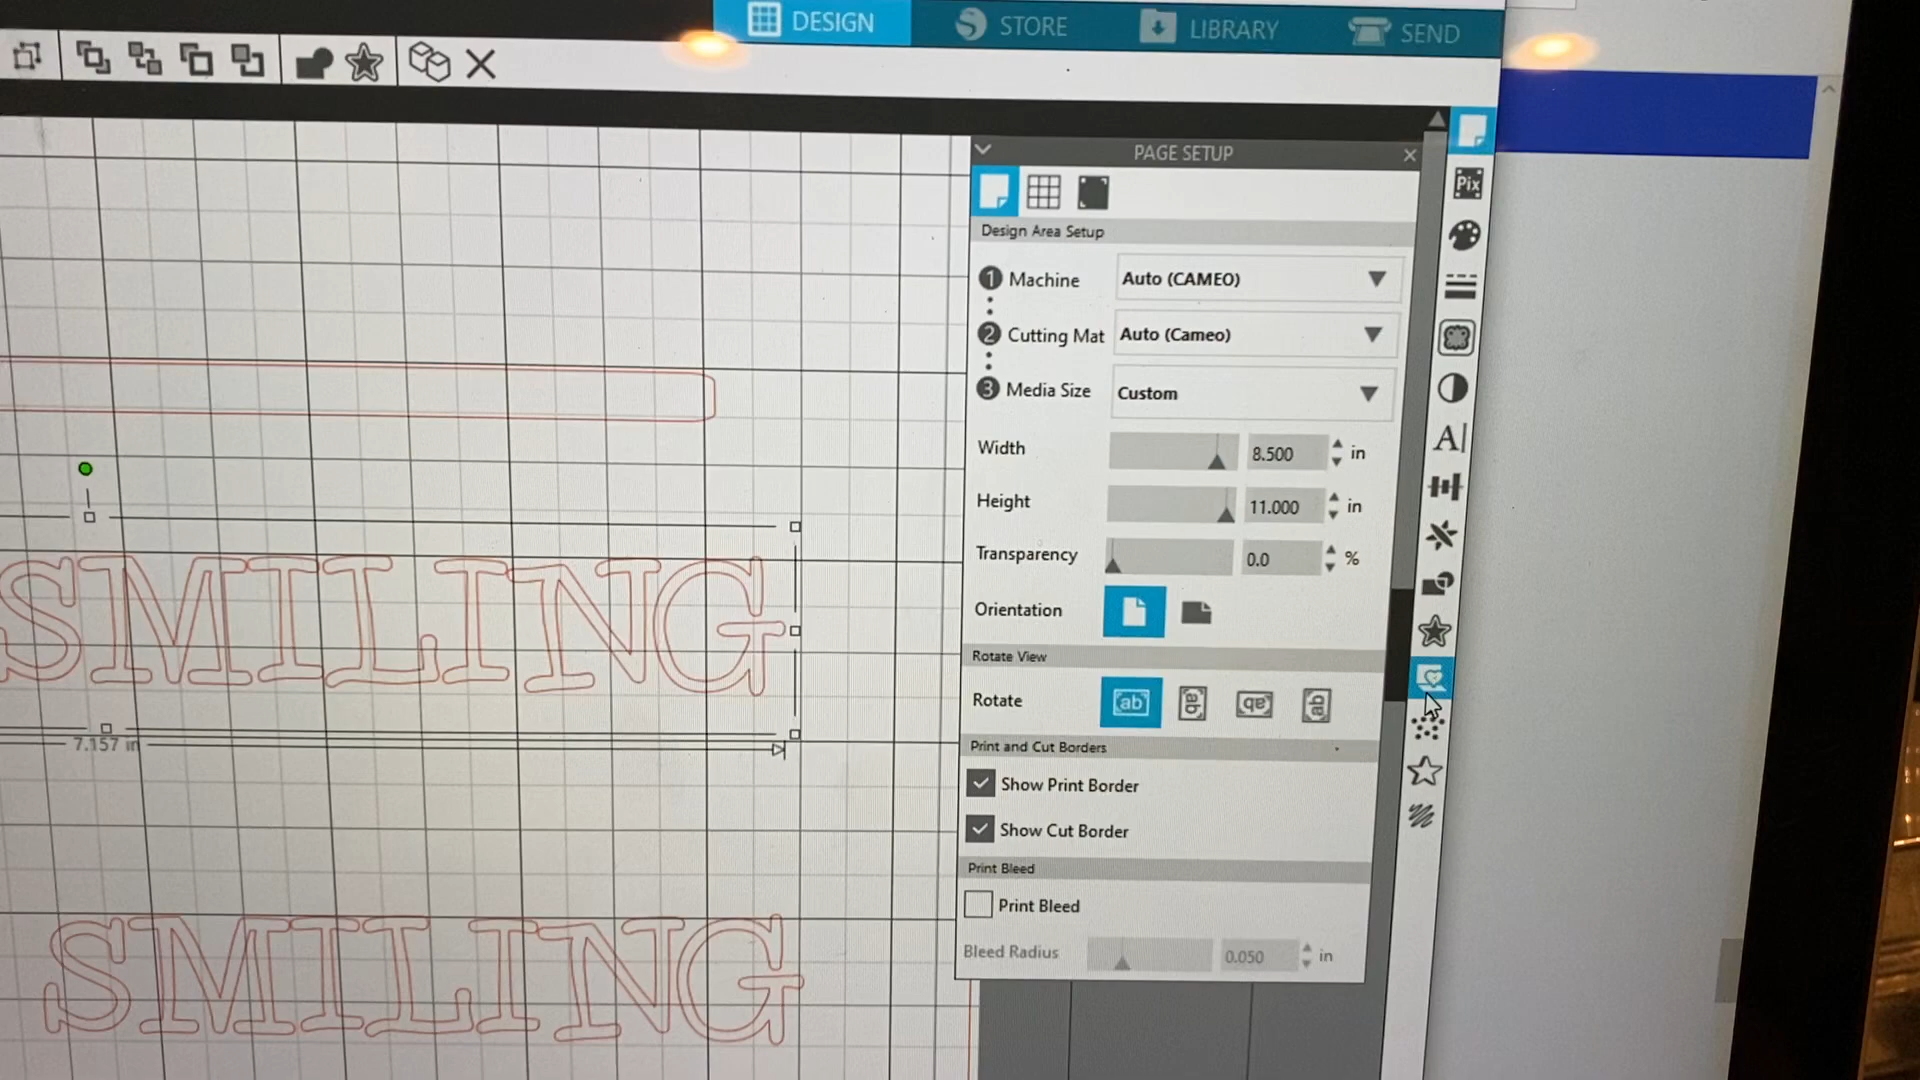 DESIGN
STORE
LIBRARY
SEND
PAGE SETUP
Pix
Design Area Setup
1 Machine Auto (CAMEO)
2 Cutting Mat Auto (Cameo)
3 Media Size Custom
A
Width 8.500 in
Height 11.000 in
Transparency 0.0 %
Orientation
Rotate View
Rotate ab ab ab ab
Print and Cut Borders
Show Print Border
Show Cut Border
Print Bleed
Print Bleed
Bleed Radius 0.050 in
SMILING
7.157 in
SMILING